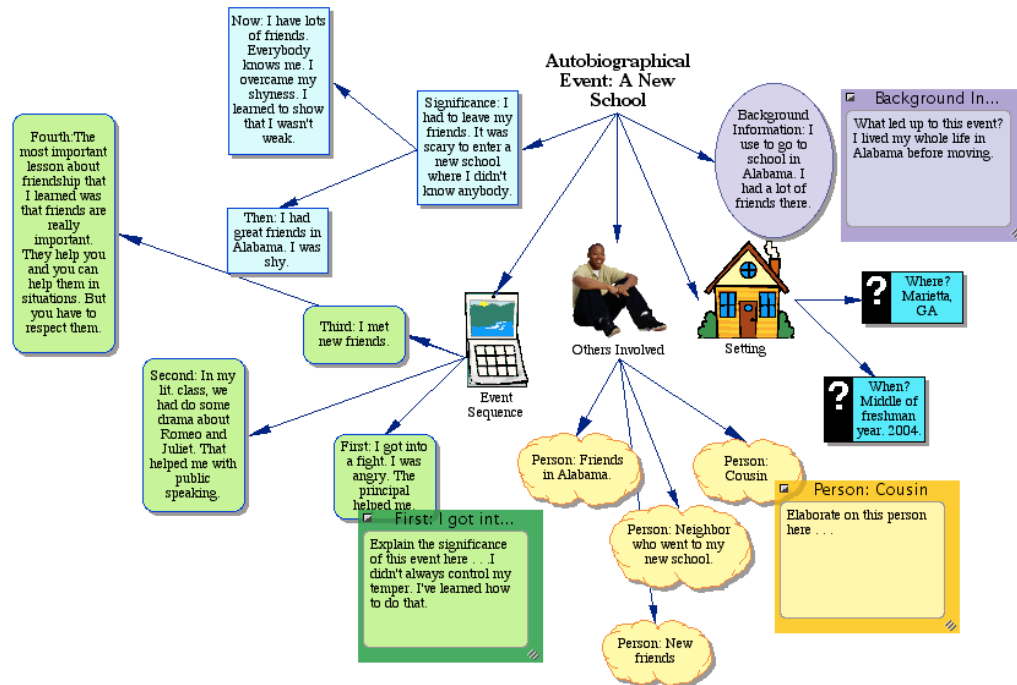 Autobiographical
Event: A New
School
Now: I have lots
of friends.
Everybody
knows me. I
overcame my
shyness. I
learned to show
that I wasn't
weak.
Significance: I
had to leave my
friends. It was
scary to enter a
new school
where I didn't
know anybody.
Then: I had
great friends in
Alabama. I was
shy.
Background
Information: I
use to go to
school in
Alabama. I
had a lot of
friends there.
Background In...
What led up to this event?
I lived my whole life in
Alabama before moving.
Fourth:The
most important
lesson about
friendship that
I learned was
that friends are
really
important.
They help you
and you can
help them in
situations. But
you have to
respect them.
Third: I met
new friends.
Second: In my
lit. class, we
had do some
drama about
Romeo and
Juliet. That
helped me with
public
speaking.
First: I got into
a fight. I was
angry. The
principal
helped me.
First: I got int...
Explain the significance
of this event here . . .I
didn't always control my
temper. I've learned how
to do that.
Event
Sequence
Others Involved
Setting
?
Where?
Marietta,
GA
?
When?
Middle of
freshman
year. 2004.
Person: Friends
in Alabama.
Person:
Cousin
Person: Cousin
Elaborate on this person
here . . .
Person: Neighbor
who went to my
new school.
Person: New
friends